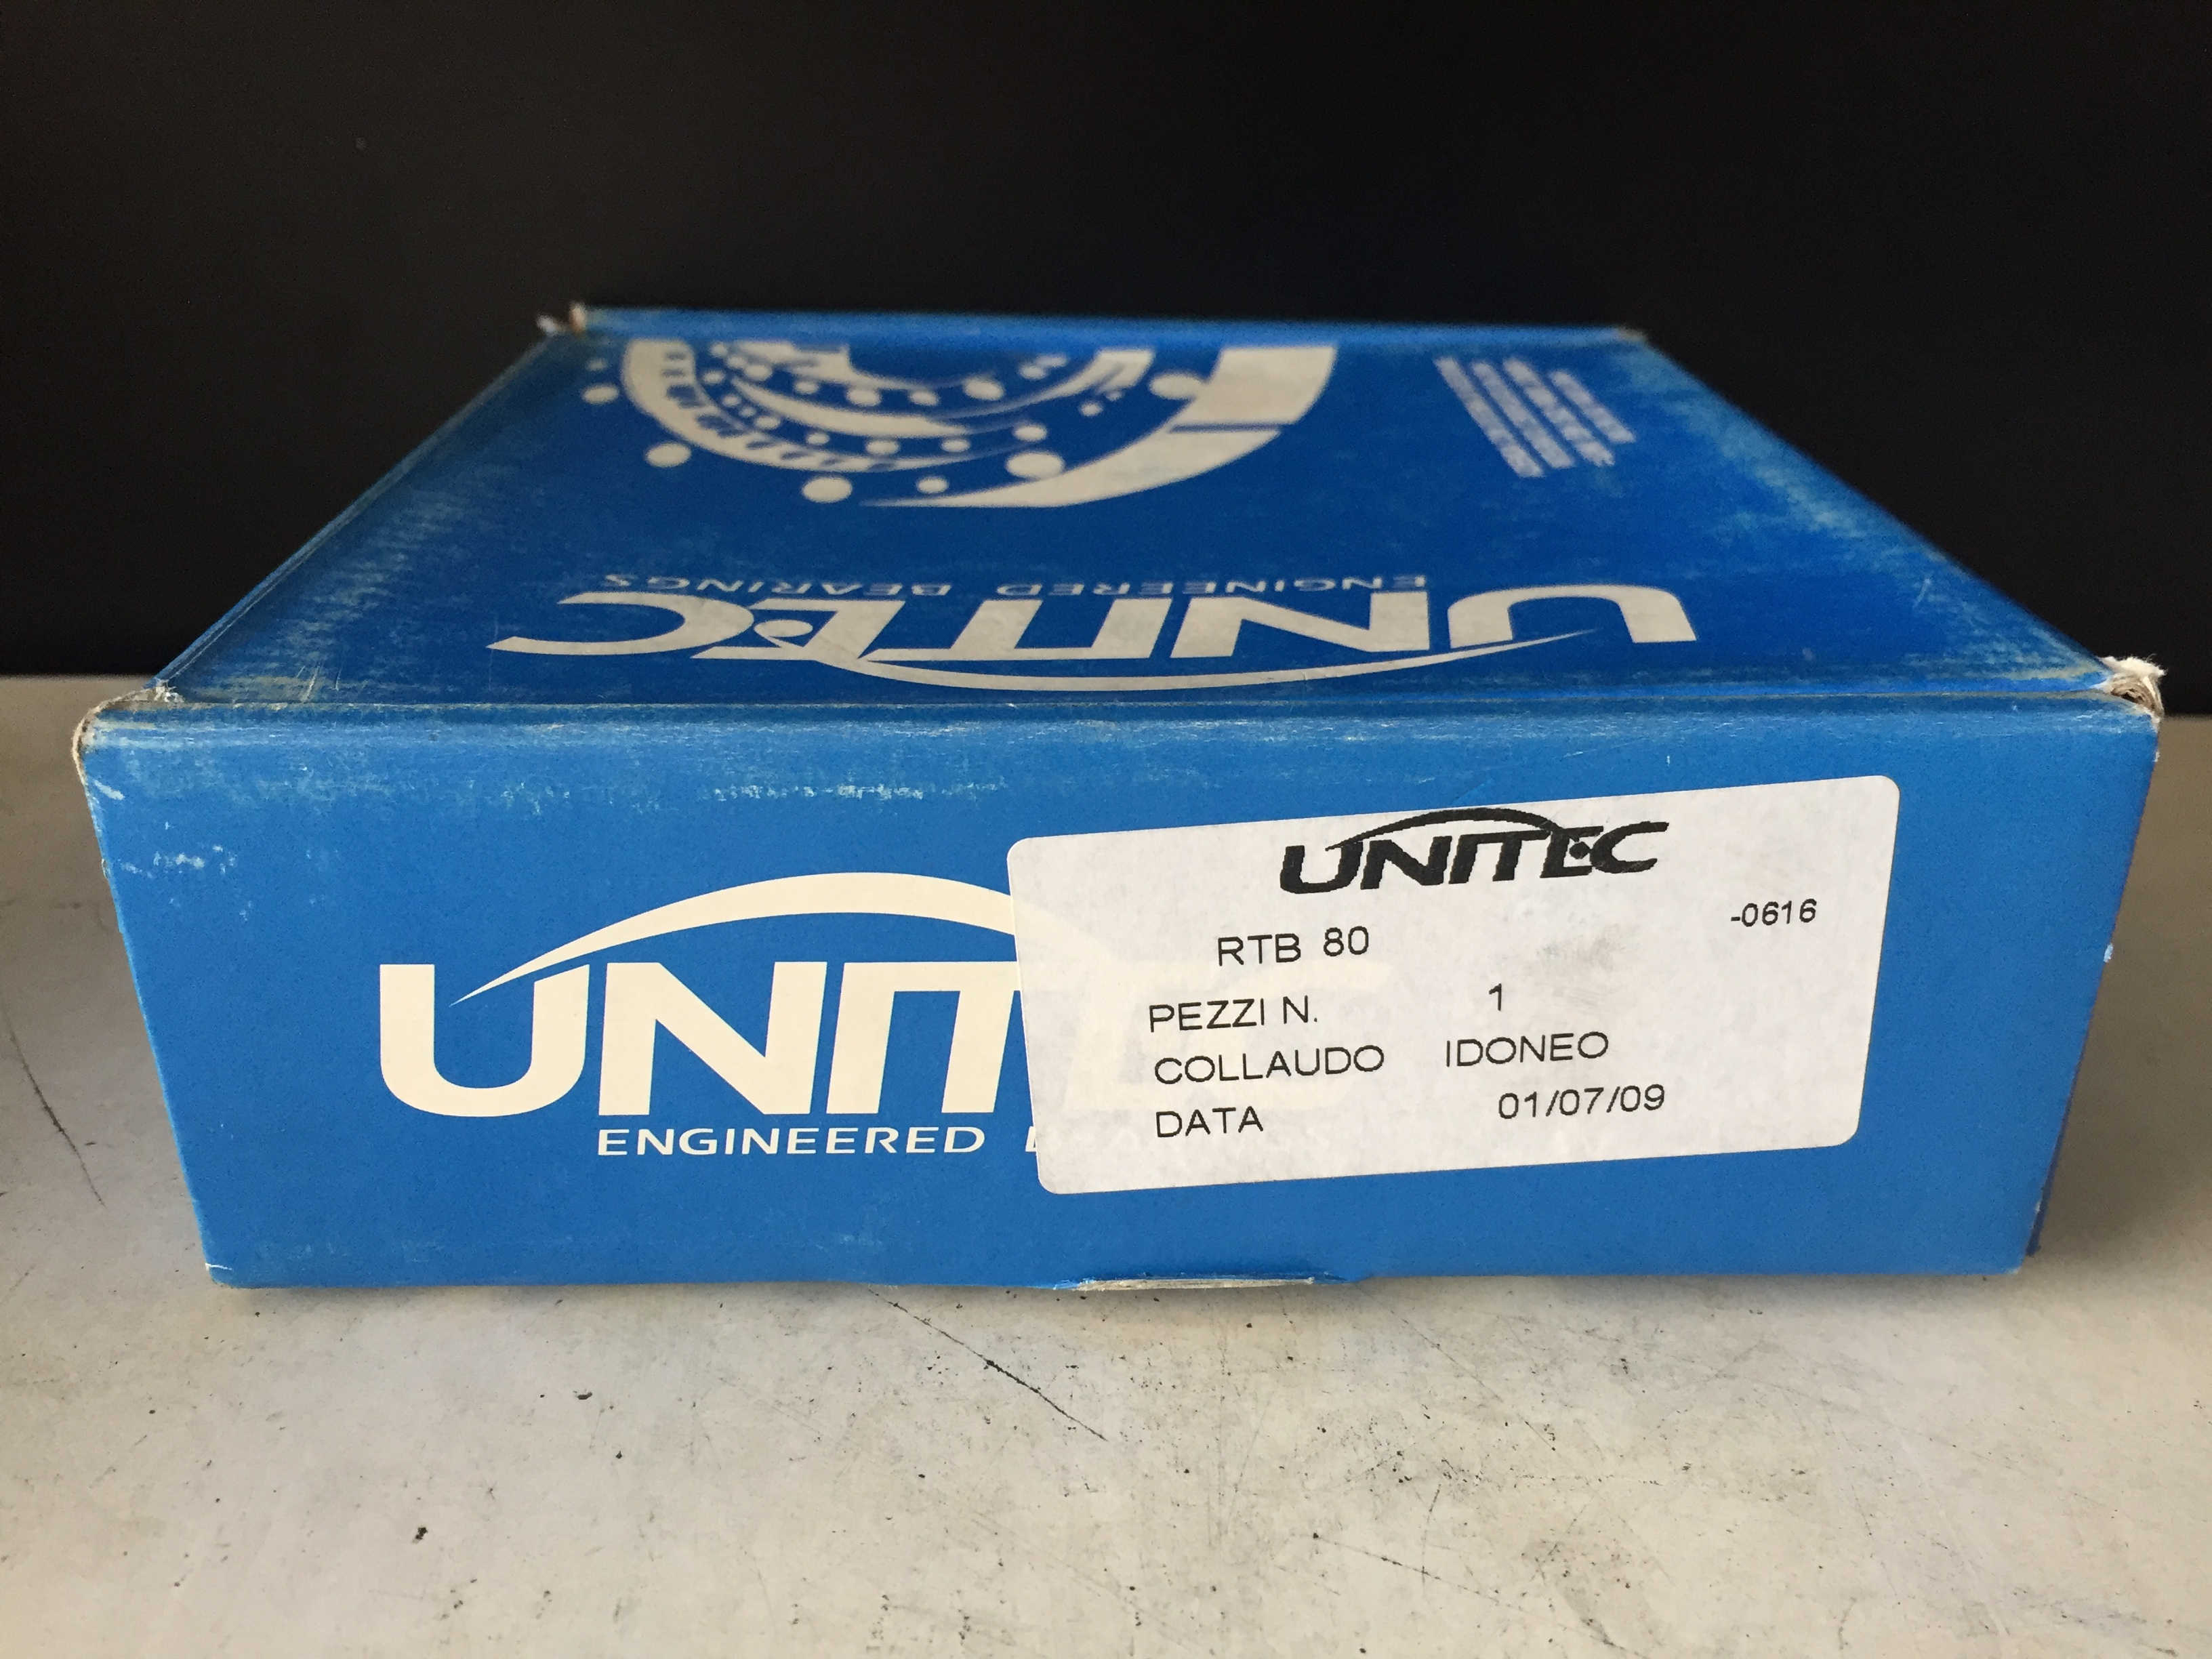 UNITEC
ENGINEERED BEARINGS
UNITEC
ENGINEERED
UNITEC
-0616
RTB 80
PEZZI N. 1
COLLAUDO IDONEO
DATA 01/07/09